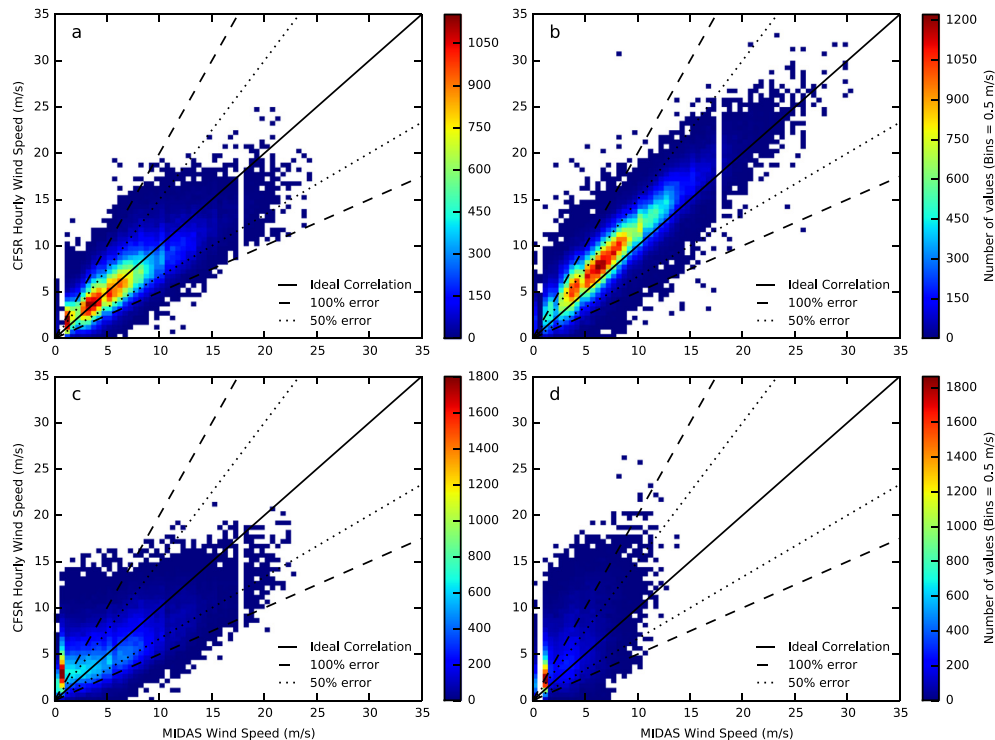 a
CFSR Hourly Wind Speed (m/s)
35
30
25
20
15
10
5
0
0 5 10 15 20 25 30 35
Ideal Correlation
100% error
50% error
1050
900
750
600
450
300
150
0
b
35
30
25
20
15
10
5
0
0 5 10 15 20 25 30 35
Ideal Correlation
100% error
50% error
1200
1050
900
750
600
450
300
150
0
Number of values (Bins = 0.5 m/s)
c
CFSR Hourly Wind Speed (m/s)
35
30
25
20
15
10
5
0
0 5 10 15 20 25 30 35
MIDAS Wind Speed (m/s)
Ideal Correlation
100% error
50% error
1800
1600
1400
1200
1000
800
600
400
200
0
d
35
30
25
20
15
10
5
0
0 5 10 15 20 25 30 35
MIDAS Wind Speed (m/s)
Ideal Correlation
100% error
50% error
1800
1600
1400
1200
1000
800
600
400
200
0
Number of values (Bins = 0.5 m/s)